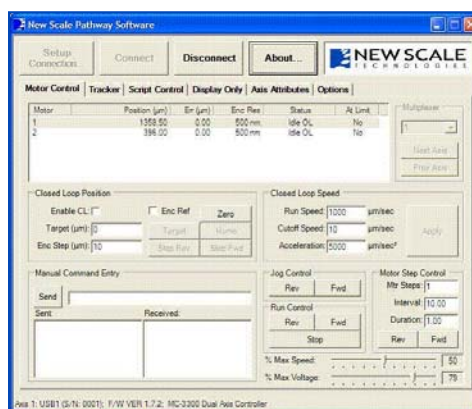 New Scale Pathway Software
Setup Connection
Connect
Disconnect
About...
NEW SCALE
TECHNOLOGIES
Motor Control Tracker Script Control Display Only Axis Attributes Options
Motor Position (µm) Err (µm) Enc Res Status At Limit
1 1358.50 0.00 500 nm Idle OL No
2 396.00 0.00 500 nm Idle OL No
Multiplexer
1
Next Axis
Prior Axis
Closed Loop Position
Enable CL
Enc Ref
Zero
Target (µm): 0
Target
Home
Enc Step (µm): 10
Step Rev
Step Fwd
Closed Loop Speed
Run Speed: 1000 µm/sec
Cutoff Speed: 10 µm/sec
Acceleration: 5000 µm/sec²
Apply
Manual Command Entry
Send
Sent:
Received:
Jog Control
Rev Fwd
Run Control
Rev Fwd
Stop
Motor Step Control
Mtr Steps: 1
Interval: 10.00
Duration: 1.00
Rev Fwd
% Max Speed: 50
% Max Voltage: 79
Axis 1: USB1 (S/N: 0001); F/W VER 1.7.2; MC-3300 Dual Axis Controller